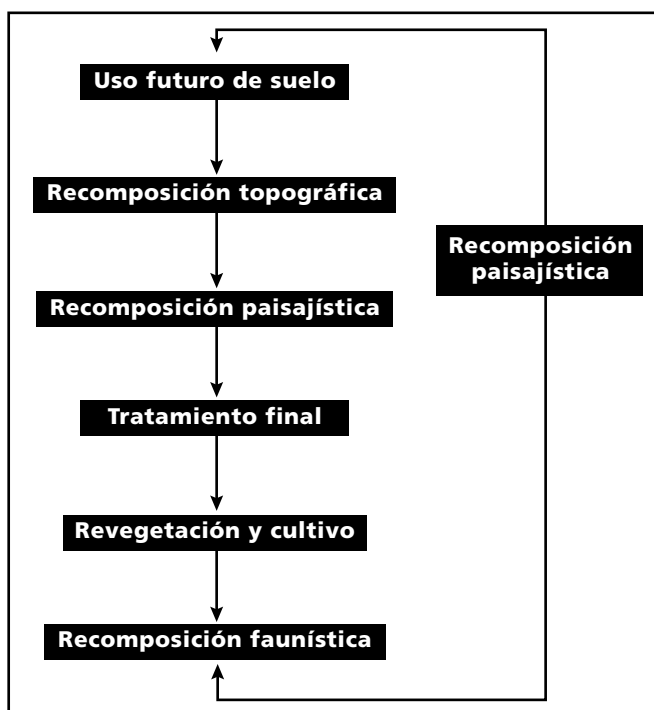 Uso futuro de suelo
Recomposición topográfica
Recomposición
paisajística
Recomposición paisajística
Tratamiento final
Revegetación y cultivo
Recomposición faunística